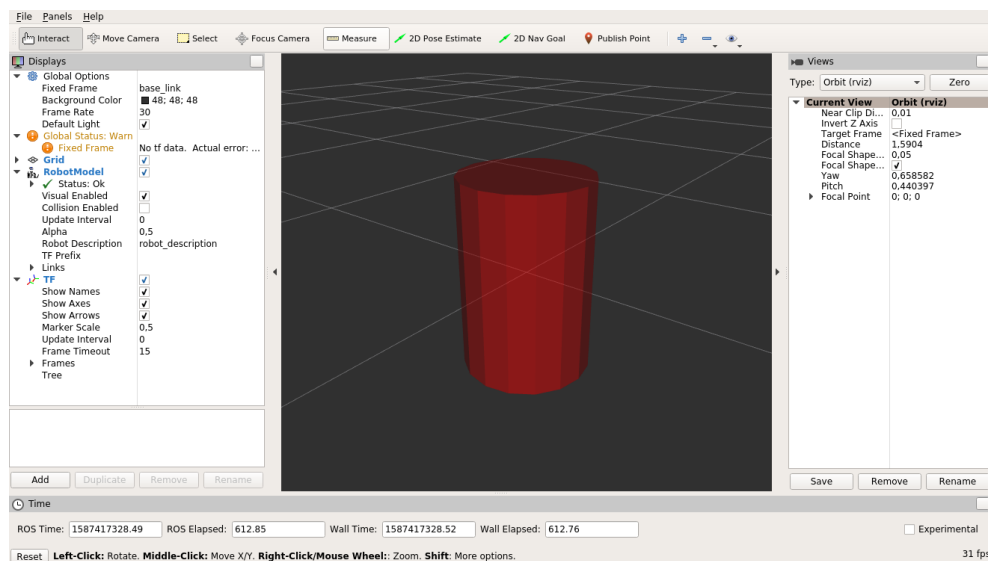 File Panels Help
Interact Move Camera Select Focus Camera Measure 2D Pose Estimate 2D Nav Goal Publish Point
Displays
Global Options
Fixed Frame base_link
Background Color 48; 48; 48
Frame Rate 30
Default Light
Global Status: Warn
Fixed Frame No tf data. Actual error: ...
Grid
RobotModel
Status: Ok
Visual Enabled
Collision Enabled
Update Interval 0
Alpha 0,5
Robot Description robot_description
TF Prefix
Links
TF
Show Names
Show Axes
Show Arrows
Marker Scale 0,5
Update Interval 0
Frame Timeout 15
Frames
Tree
Add Duplicate Remove Rename
Views
Type: Orbit (rviz) Zero
Current View Orbit (rviz)
Near Clip Di... 0,01
Invert Z Axis
Target Frame <Fixed Frame>
Distance 1,5904
Focal Shape... 0,05
Focal Shape...
Yaw 0,658582
Pitch 0,440397
Focal Point 0; 0; 0
Save Remove Rename
Time
ROS Time: 1587417328.49 ROS Elapsed: 612.85 Wall Time: 1587417328.52 Wall Elapsed: 612.76 Experimental
Reset Left-Click: Rotate. Middle-Click: Move X/Y. Right-Click/Mouse Wheel:: Zoom. Shift: More options. 31 fps